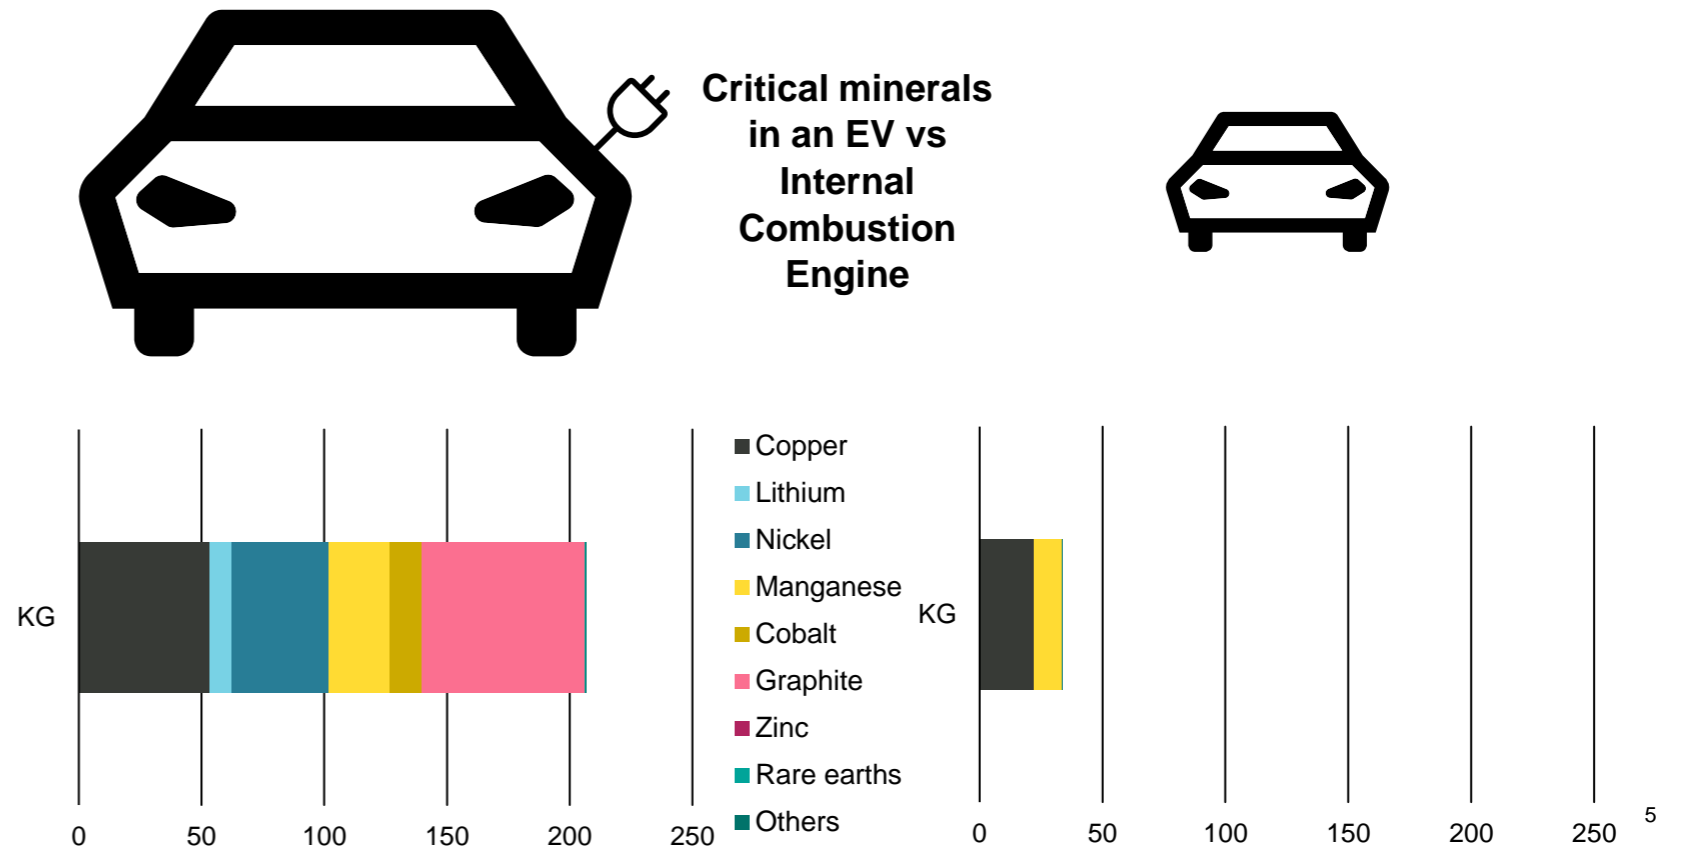 Critical minerals
in an EV vs
Internal
Combustion
Engine
KG
0 50 100 150 200 250
Copper
Lithium
Nickel
Manganese
Cobalt
Graphite
Zinc
Rare earths
Others
KG
0 50 100 150 200 250
5